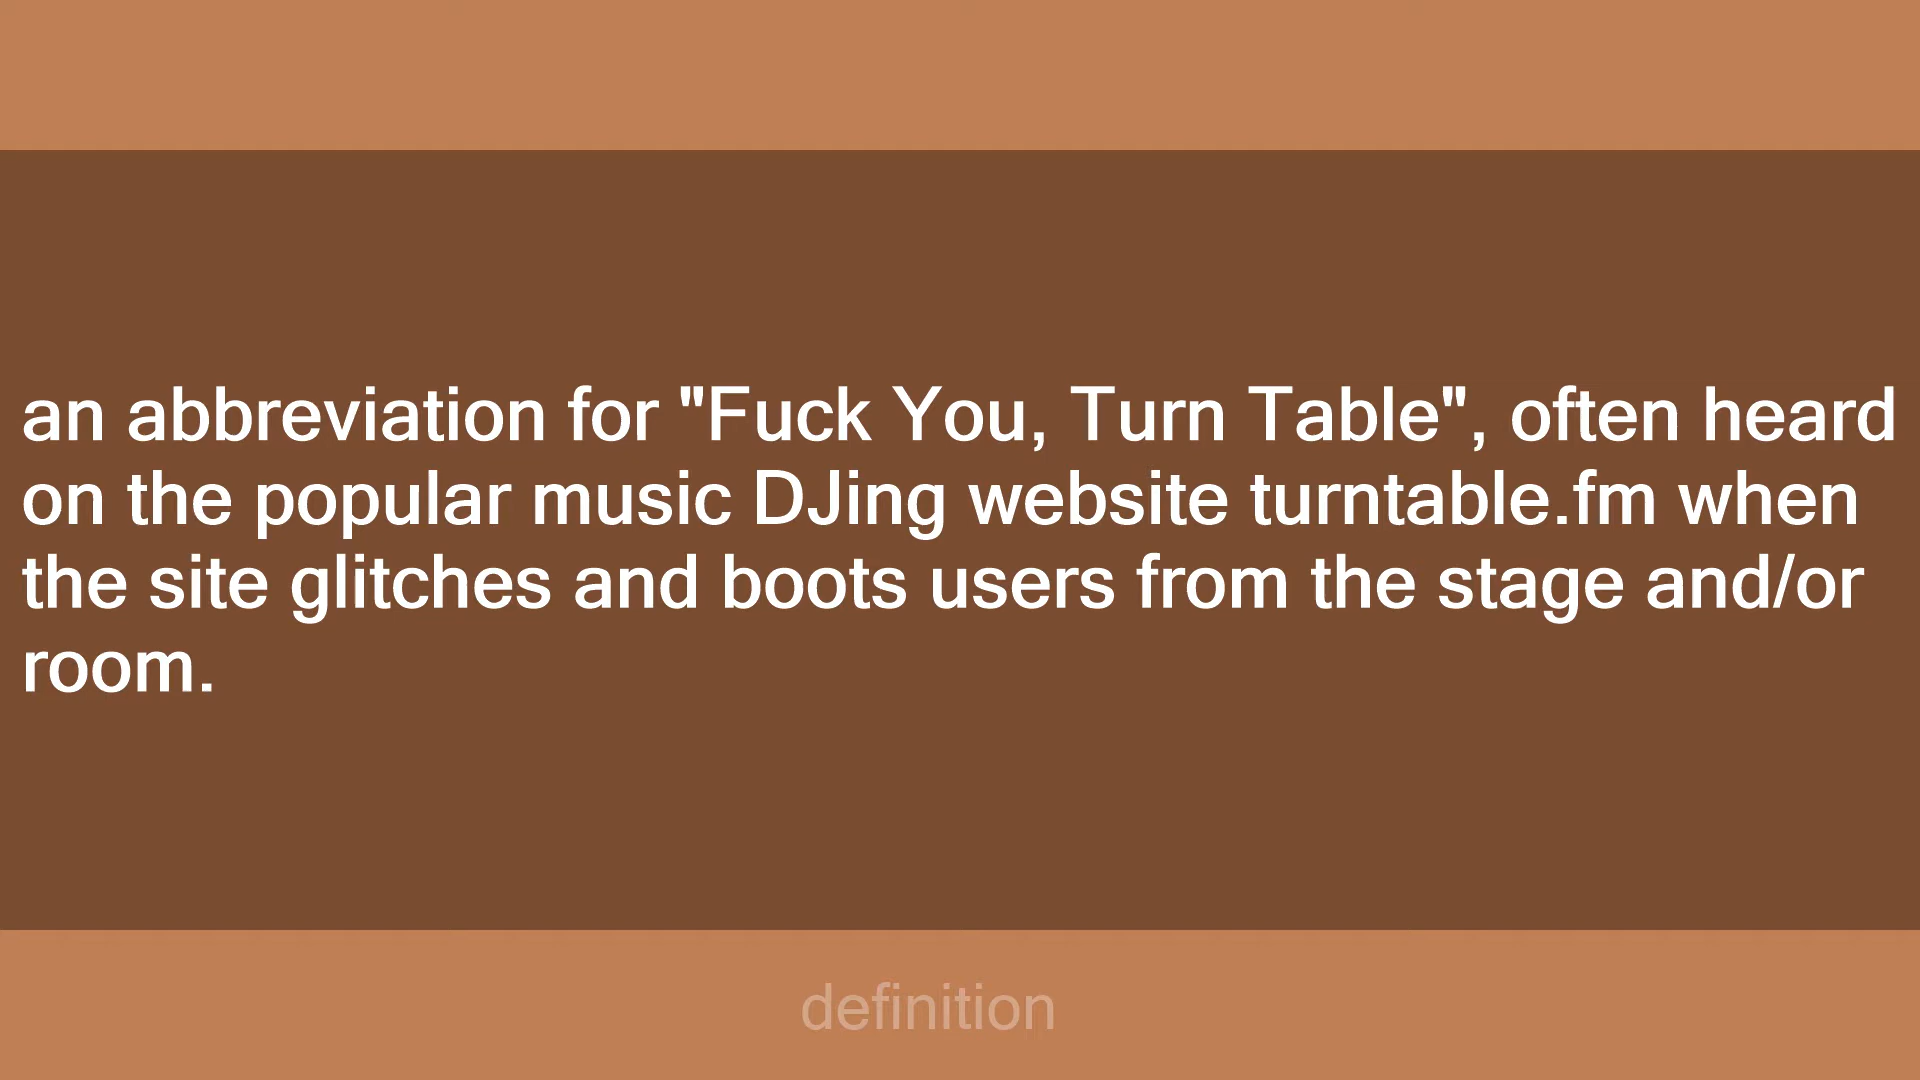 an abbreviation for "Fuck You, Turn Table", often heard
on the popular music DJing website turntable.fm when
the site glitches and boots users from the stage and/or
room.
definition